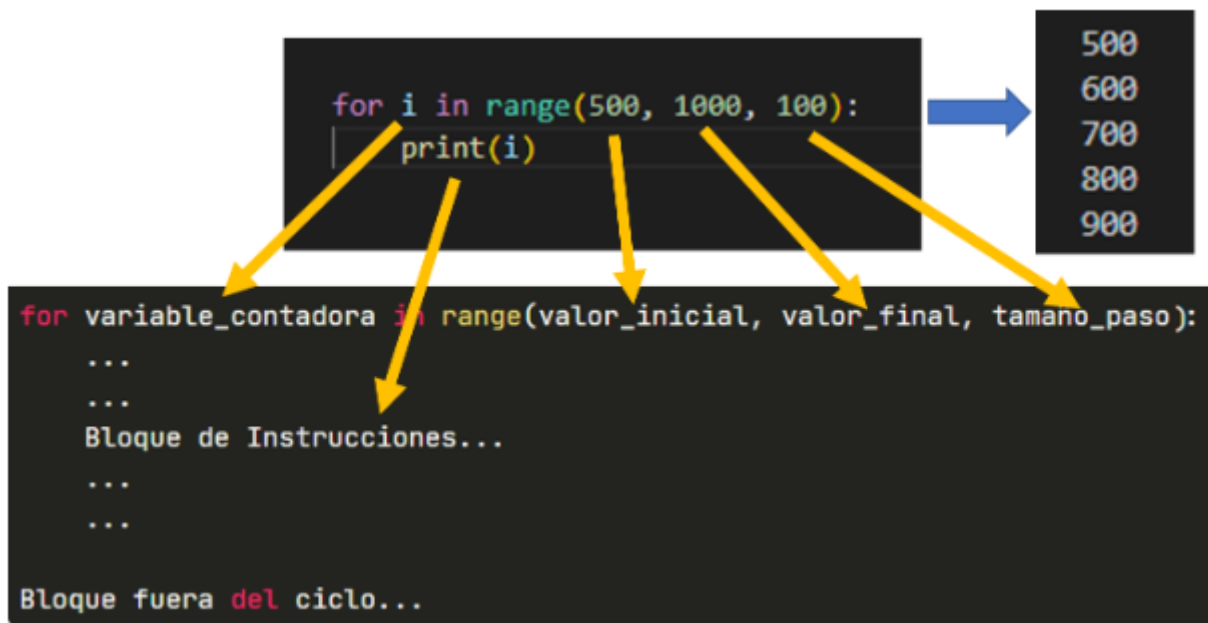 for i in range(500, 1000, 100):
print(i)
500
600
700
800
900
for variable_contadora in range(valor_inicial, valor_final, tamano_paso):
...
...
Bloque de Instrucciones...
...
...
Bloque fuera del ciclo...